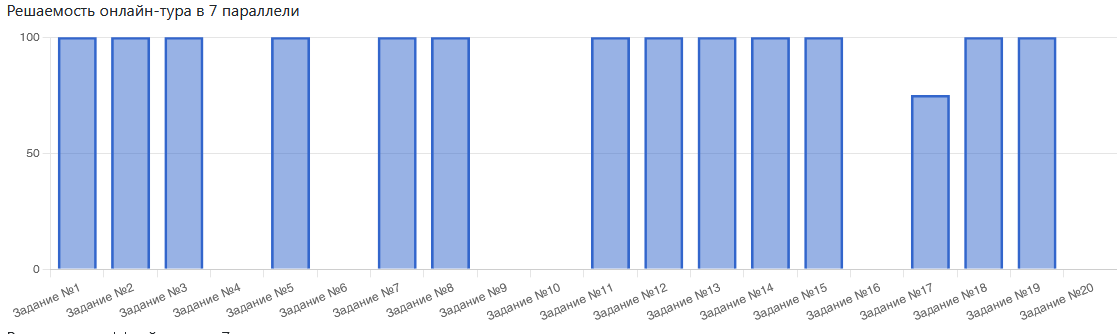 Решаемость онлайн-тура в 7 параллели
100
50
0
Задание №1
Задание №2
Задание №3
Задание №4
Задание №5
Задание №6
Задание №7
Задание №8
Задание №9
Задание №10
Задание №11
Задание №12
Задание №13
Задание №14
Задание №15
Задание №16
Задание №17
Задание №18
Задание №19
Задание №20